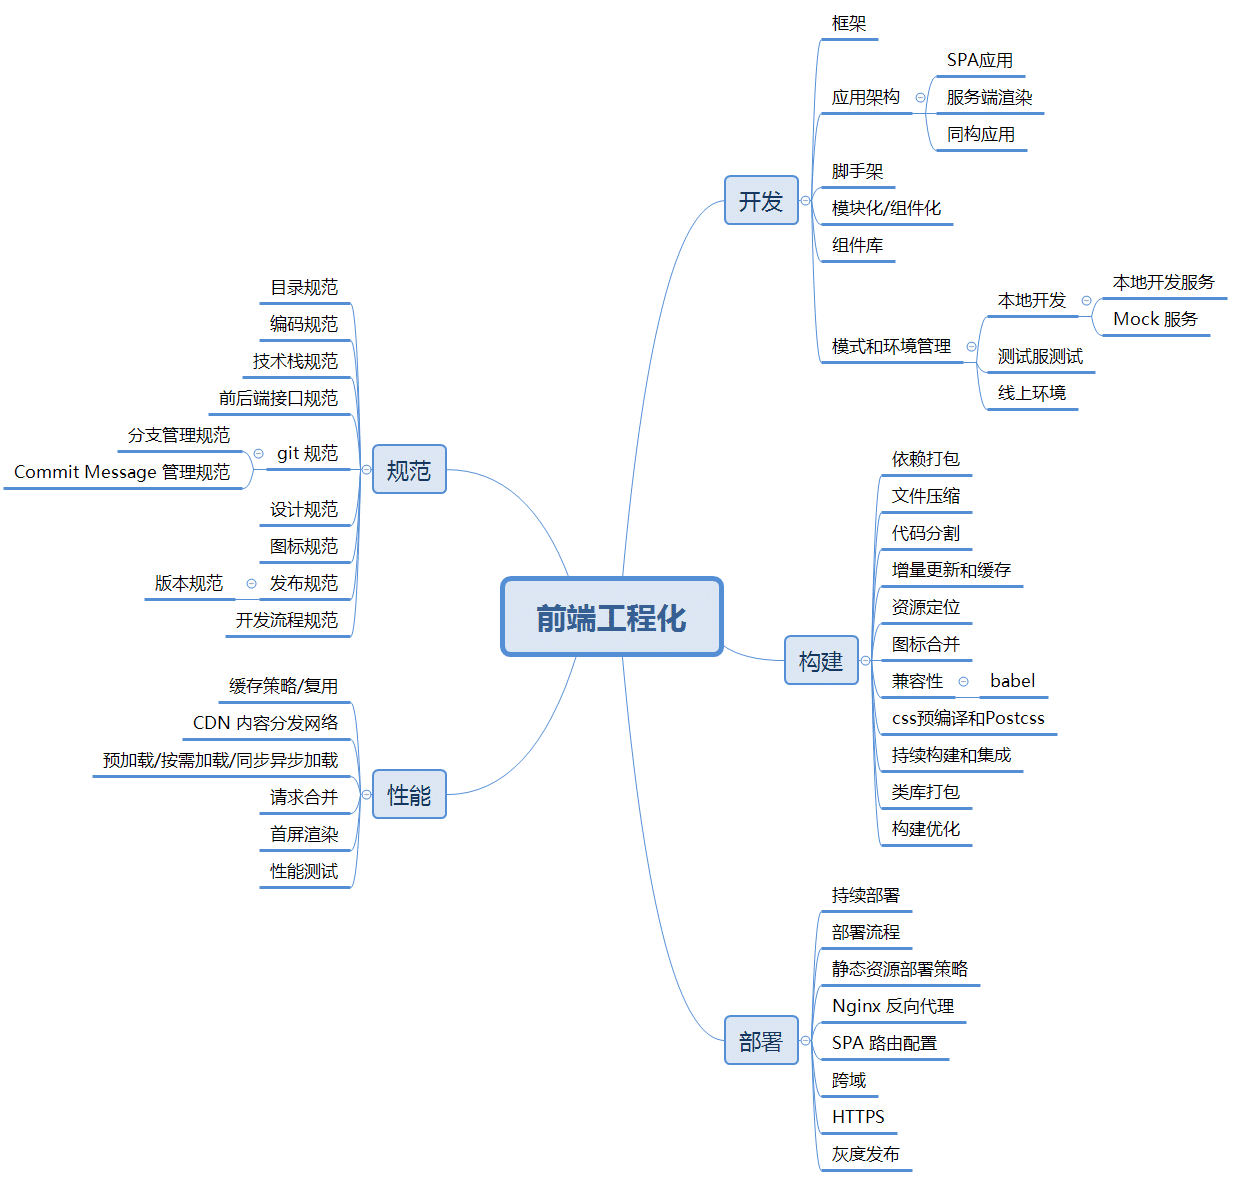 前端工程化
开发
框架
应用架构
SPA应用
服务端渲染
同构应用
脚手架
模块化/组件化
组件库
模式和环境管理
本地开发
本地开发服务
Mock 服务
测试服测试
线上环境
构建
依赖打包
文件压缩
代码分割
增量更新和缓存
资源定位
图标合并
兼容性
babel
css预编译和Postcss
持续构建和集成
类库打包
构建优化
部署
持续部署
部署流程
静态资源部署策略
Nginx 反向代理
SPA 路由配置
跨域
HTTPS
灰度发布
规范
目录规范
编码规范
技术栈规范
前后端接口规范
git 规范
分支管理规范
Commit Message 管理规范
设计规范
图标规范
发布规范
版本规范
开发流程规范
性能
缓存策略/复用
CDN 内容分发网络
预加载/按需加载/同步异步加载
请求合并
首屏渲染
性能测试